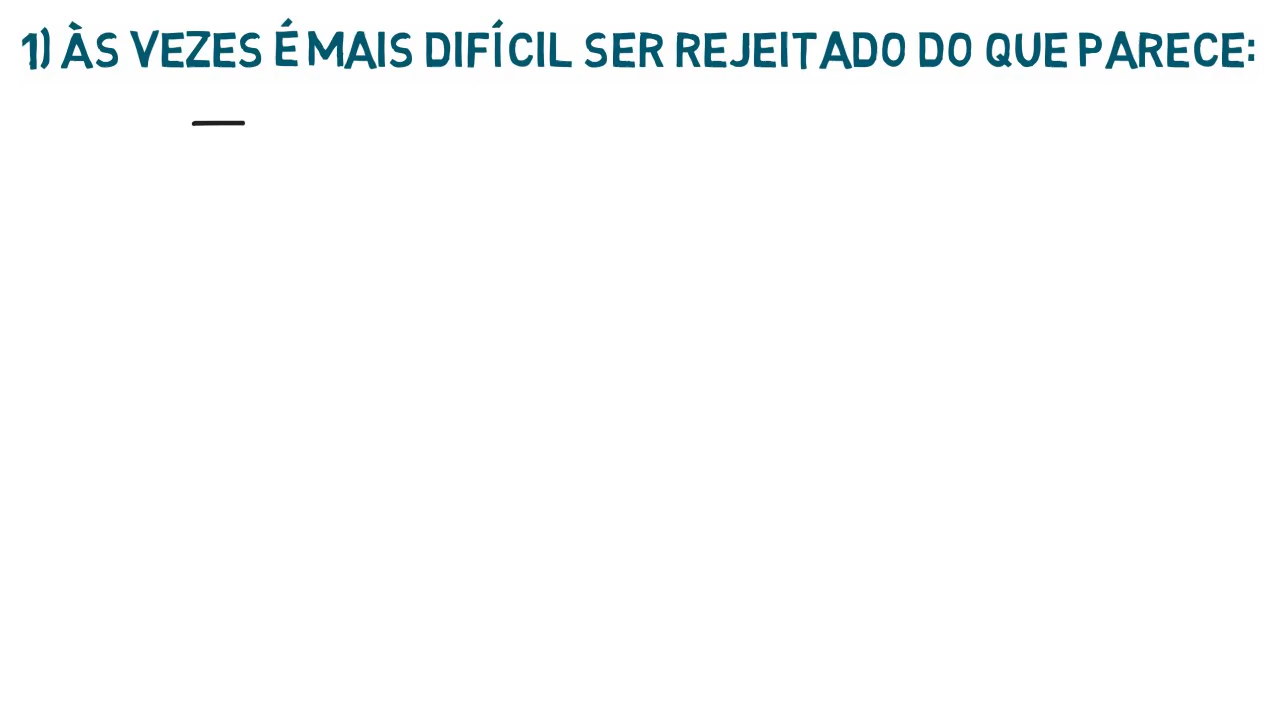 1) ÀS VEZES É MAIS DIFÍCIL SER REJEITADO DO QUE PARECE: